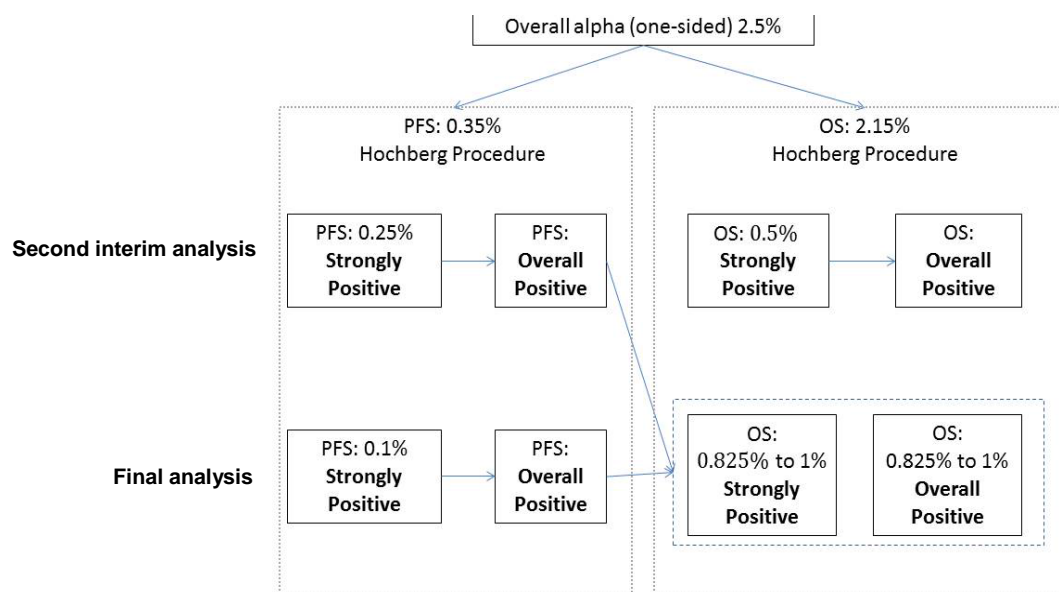 Overall alpha (one-sided) 2.5%
PFS: 0.35%
Hochberg Procedure
OS: 2.15%
Hochberg Procedure
Second interim analysis
PFS: 0.25%
Strongly
Positive
PFS:
Overall
Positive
OS: 0.5%
Strongly
Positive
OS:
Overall
Positive
Final analysis
PFS: 0.1%
Strongly
Positive
PFS:
Overall
Positive
OS:
0.825% to 1%
Strongly
Positive
OS:
0.825% to 1%
Overall
Positive